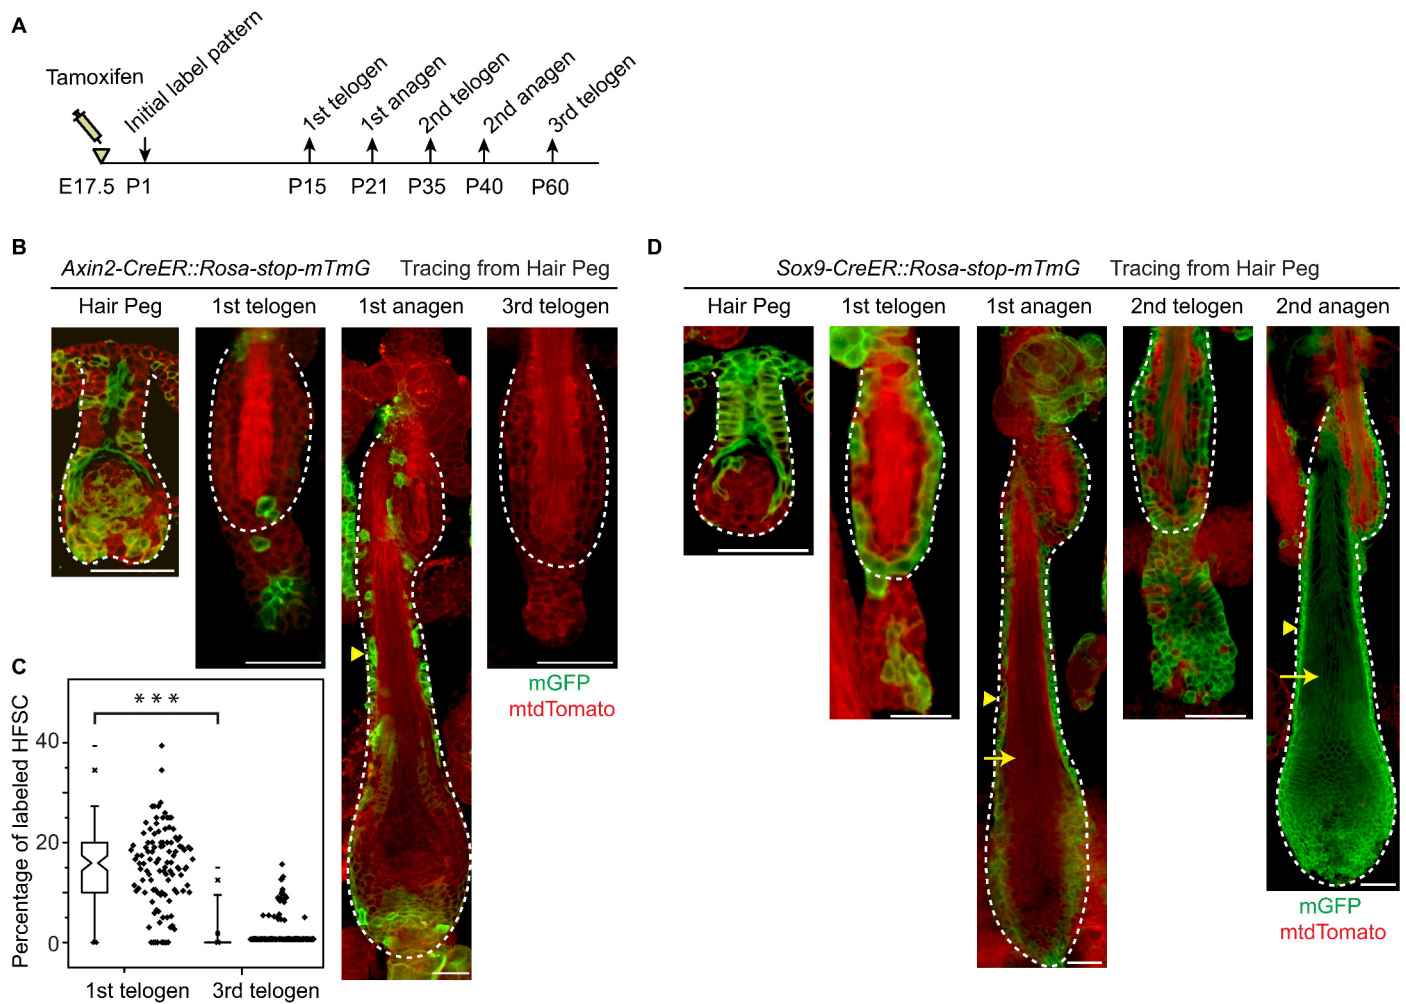 A
Tamoxifen
Initial label pattern
1st telogen
1st anagen
2nd telogen
2nd anagen
3rd telogen
E17.5 P1 P15 P21 P35 P40 P60
B
Axin2-CreER::Rosa-stop-mTmG Tracing from Hair Peg
Hair Peg 1st telogen 1st anagen 3rd telogen
mGFP
mtdTomato
C
Percentage of labeled HFSC
***
40
20
0
1st telogen 3rd telogen
D
Sox9-CreER::Rosa-stop-mTmG Tracing from Hair Peg
Hair Peg 1st telogen 1st anagen 2nd telogen 2nd anagen
mGFP
mtdTomato